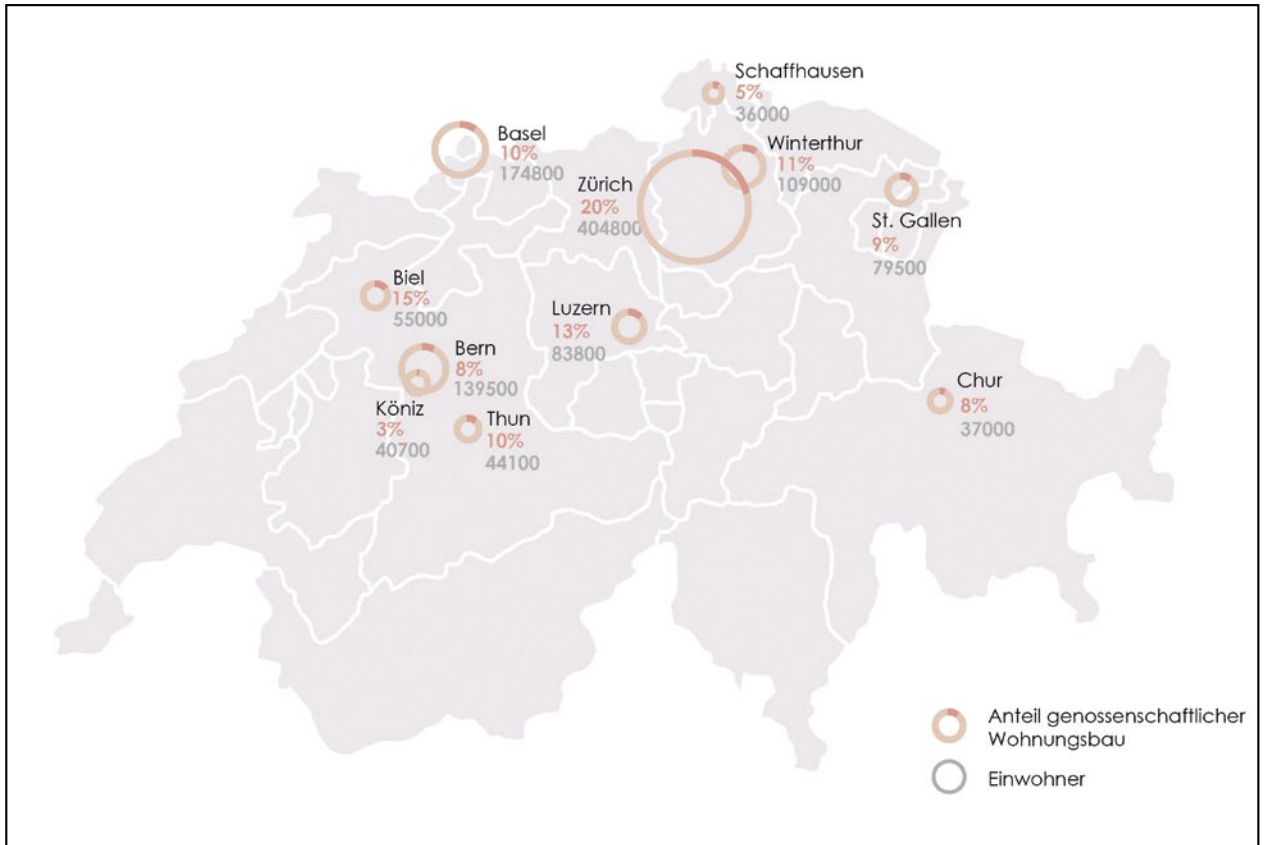 Schaffhausen
5%
36000
Basel
10%
174800
Winterthur
11%
109000
Zürich
20%
404800
St. Gallen
9%
79500
Biel
15%
55000
Luzern
13%
83800
Bern
8%
139500
Chur
8%
37000
Köniz
3%
40700
Thun
10%
44100
Anteil genossenschaftlicher
Wohnungsbau
Einwohner